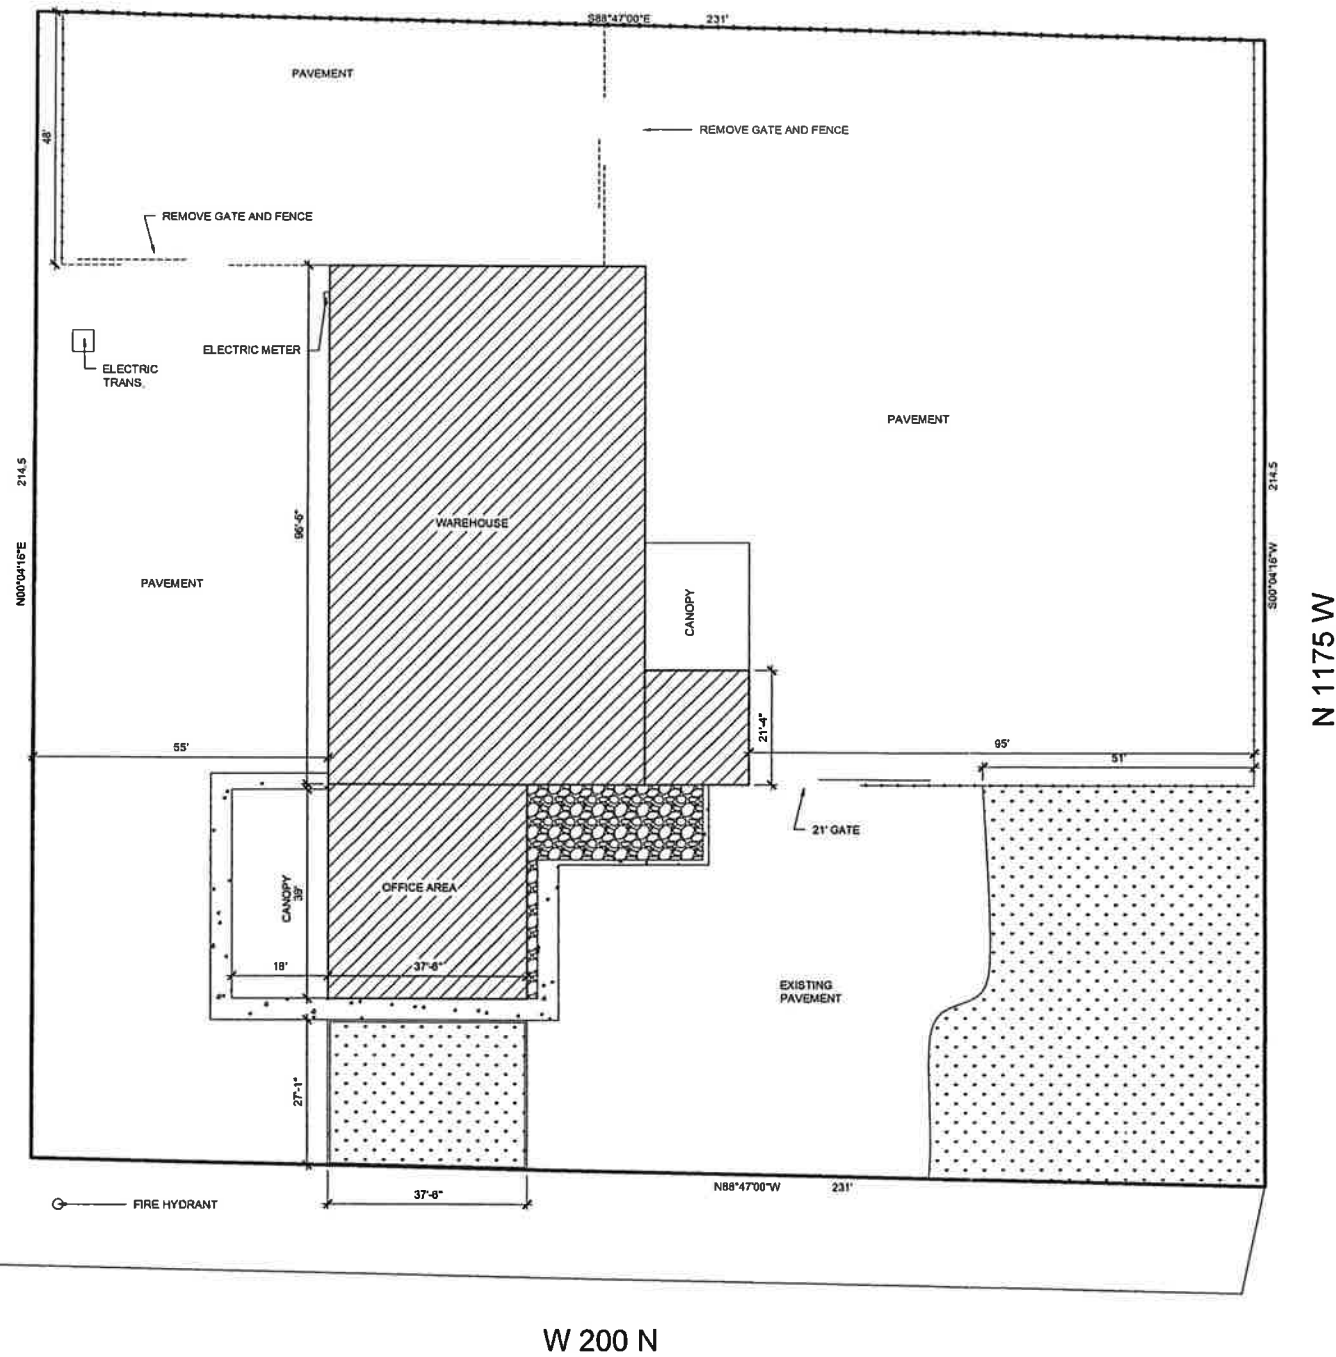 S88°47'00"E 231'
PAVEMENT
48'
REMOVE GATE AND FENCE
REMOVE GATE AND FENCE
ELECTRIC METER
ELECTRIC
TRANS.
PAVEMENT
214.5
N00°04'16"E
214.5
S00°04'16"W
N 1175 W
96'-6"
WAREHOUSE
PAVEMENT
CANOPY
21'-4"
55'
95'
51'
21' GATE
CANOPY
39'
OFFICE AREA
18'
37'-6"
EXISTING
PAVEMENT
27'-1"
37'-6"
N88°47'00"W 231'
FIRE HYDRANT
W 200 N